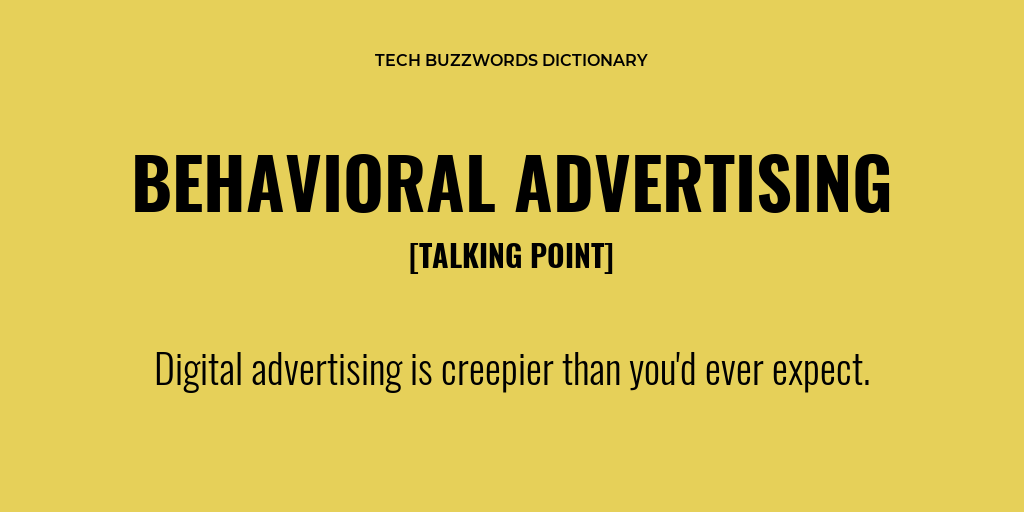 TECH BUZZWORDS DICTIONARY
BEHAVIORAL ADVERTISING
[TALKING POINT]
Digital advertising is creepier than you'd ever expect.